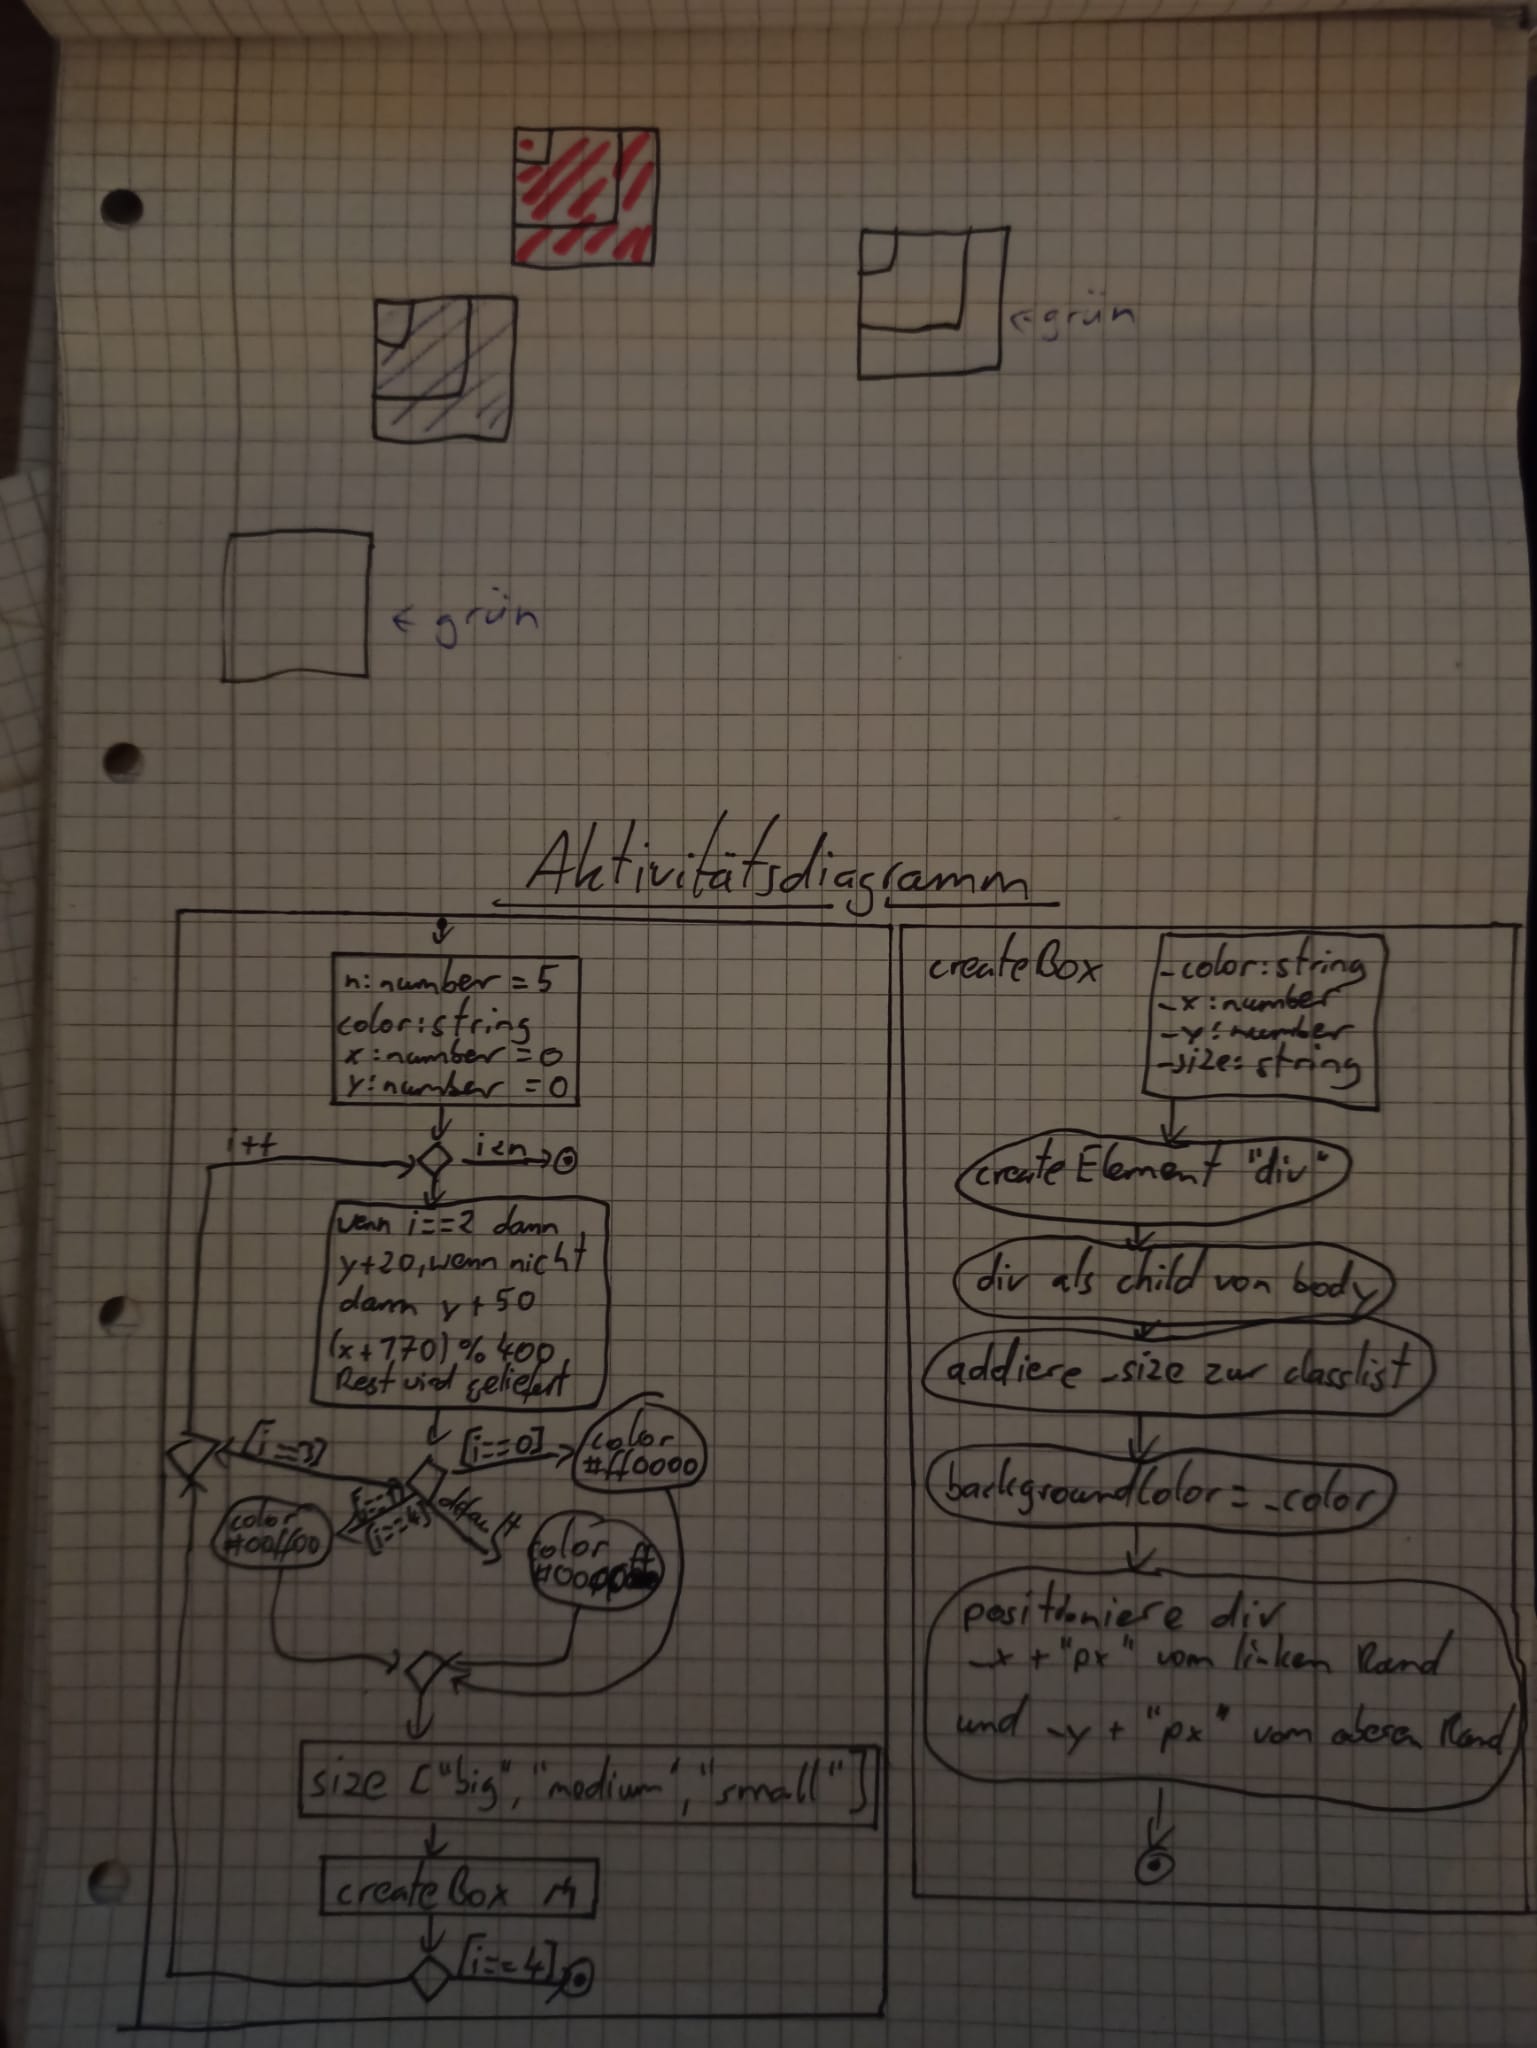 ←grün
← grün
Aktivitätsdiagramm
n:number = 5
color:string
x:number = 0
y:number = 0
i++
i<n
wenn i==2 dann
y+20, wenn nicht
dann y+50
(x+170) % 400
Rest wird geliefert
[i==3]
[i==0]
color
#ff0000
[i==1]
[i==4]
default
color
#00ff00
color
size ["big", "medium", "small"]
createBox
[i==4]
createBox
_color:string
_x:number
_y:number
_size: string
createElement "div"
div als child von body
addiere _size zur classlist
backgroundColor = _color
positioniere div
_x + "px" vom linken Rand
und _y + "px" vom oberen Rand